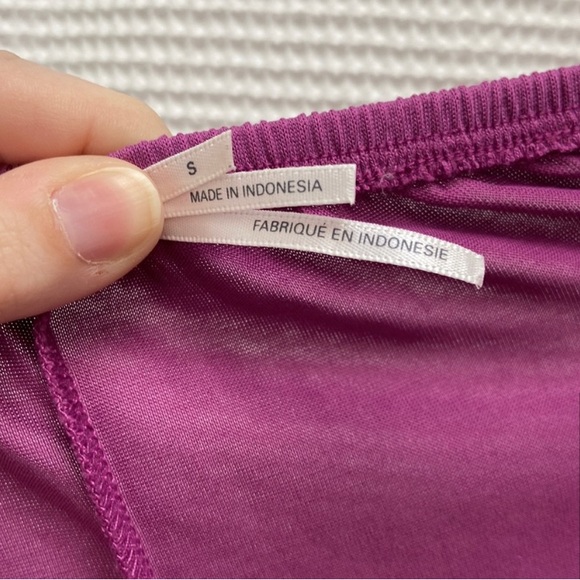 S
MADE IN INDONESIA
FABRIQUÉ EN INDONESIE